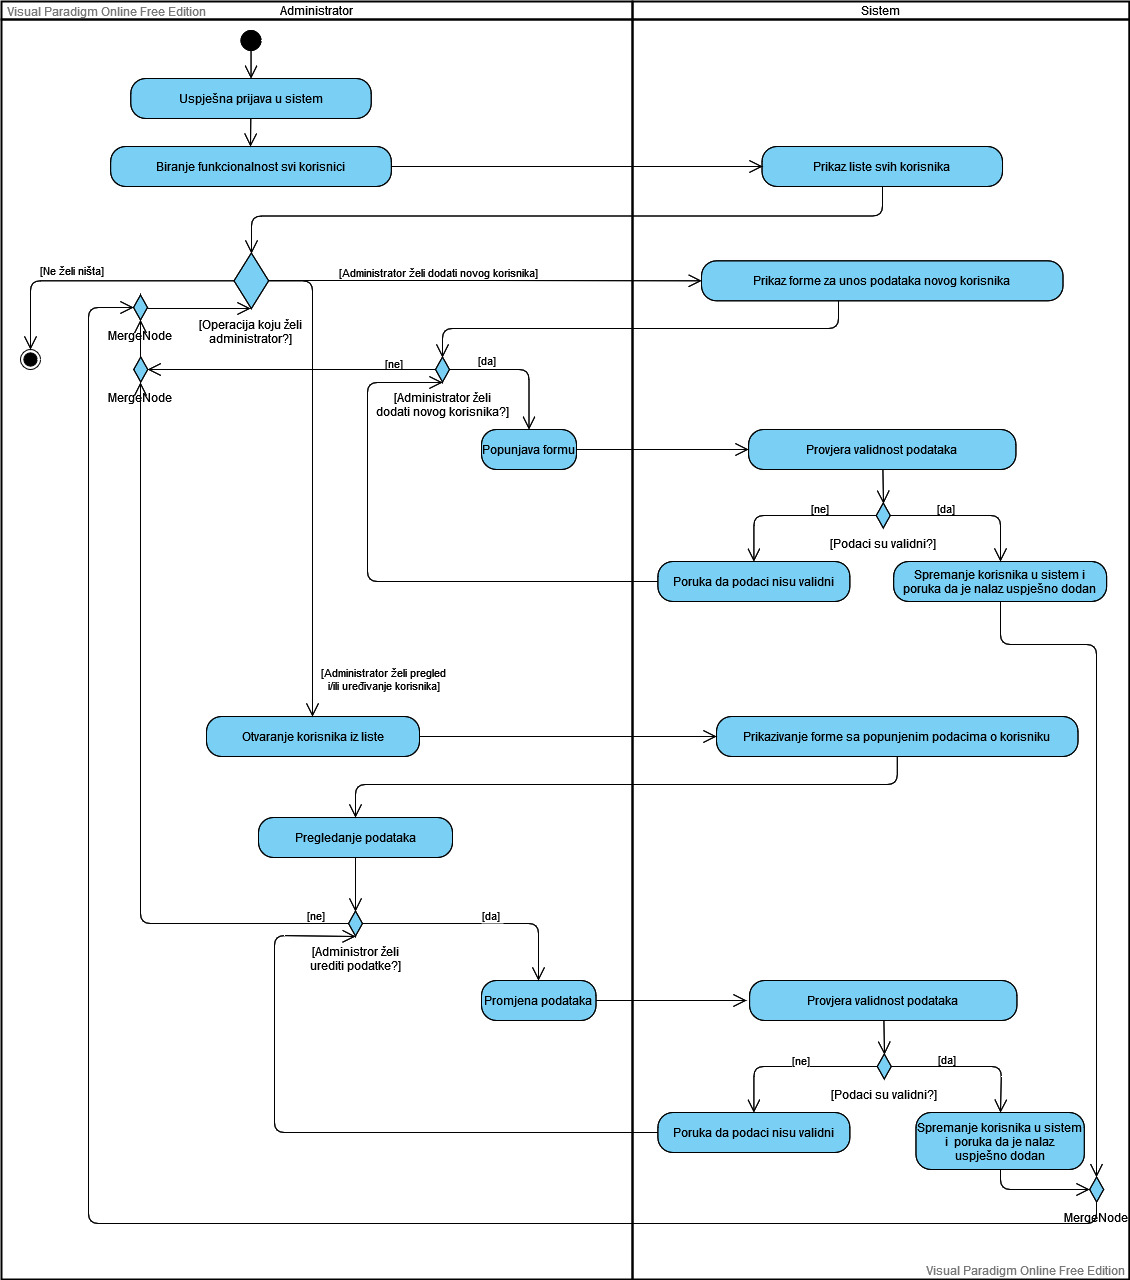 Visual Paradigm Online Free Edition
Administrator
Sistem
Uspješna prijava u sistem
Biranje funkcionalnost svi korisnici
Prikaz liste svih korisnika
[Ne želi ništa]
[Administrator želi dodati novog korisnika]
Prikaz forme za unos podataka novog korisnika
MergeNode
[Operacija koju želi
administrator?]
[ne]
[da]
MergeNode
[Administrator želi
dodati novog korisnika?]
Popunjava formu
Provjera validnost podataka
[ne]
[da]
[Podaci su validni?]
Poruka da podaci nisu validni
Spremanje korisnika u sistem i
poruka da je nalaz uspješno dodan
[Administrator želi pregled
i/ili uređivanje korisnika]
Otvaranje korisnika iz liste
Prikazivanje forme sa popunjenim podacima o korisniku
Pregledanje podataka
[ne]
[da]
[Administror želi
urediti podatke?]
Promjena podataka
Provjera validnost podataka
[ne]
[da]
[Podaci su validni?]
Poruka da podaci nisu validni
Spremanje korisnika u sistem
i poruka da je nalaz
uspješno dodan
MergeNode
Visual Paradigm Online Free Edition